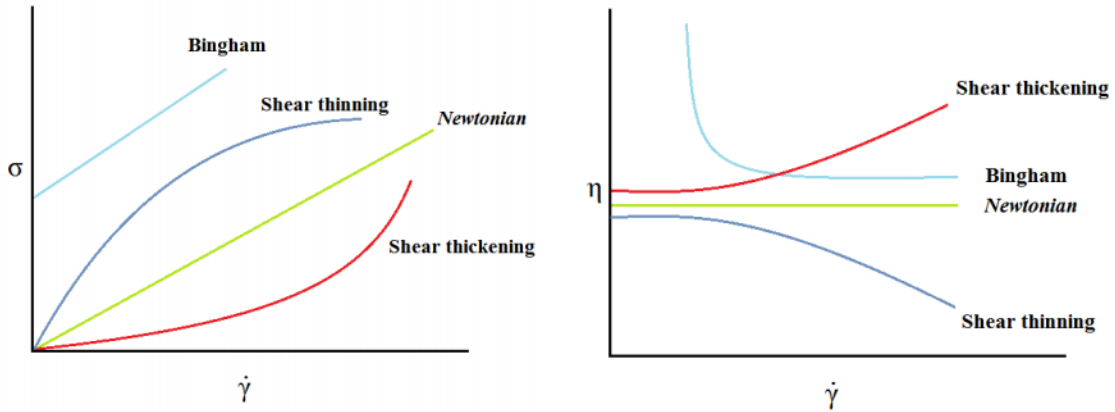 Bingham
Shear thinning
Newtonian
σ
Shear thickening
γ̇
Shear thickening
η
Bingham
Newtonian
Shear thinning
γ̇